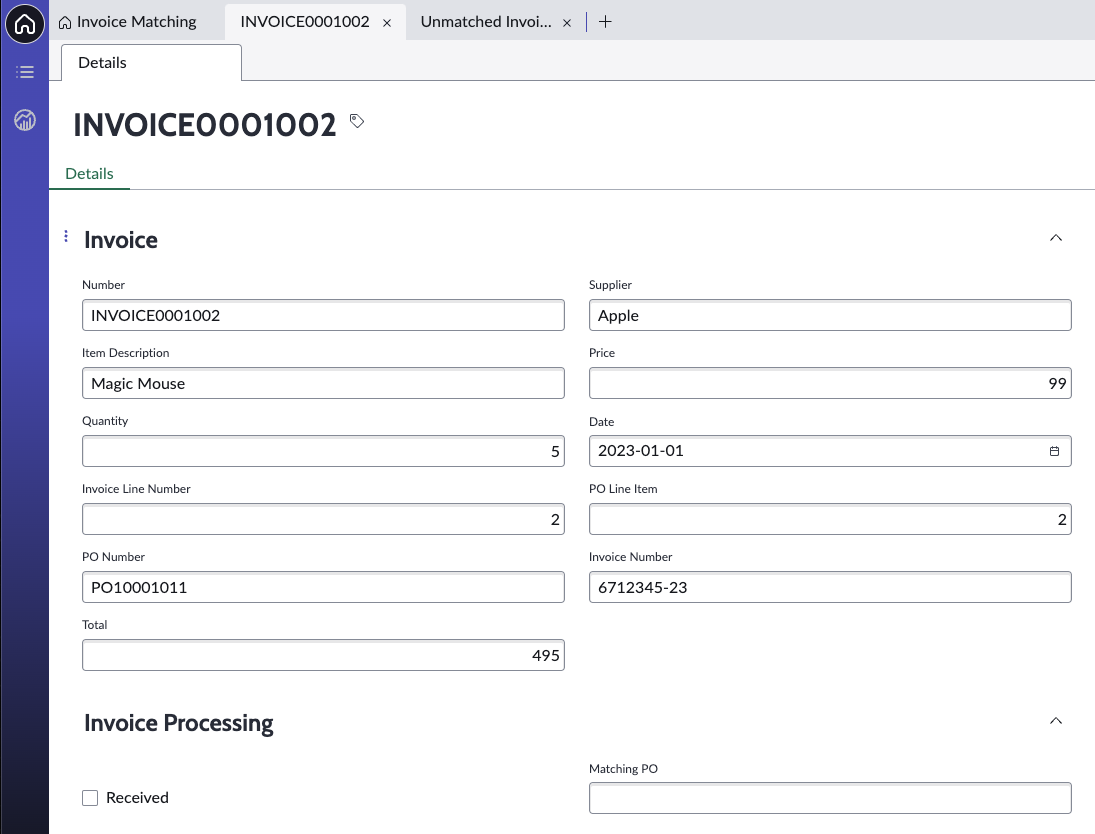 Invoice Matching
INVOICE0001002
Unmatched Invoi...
Details
INVOICE0001002
Details
Invoice
Number
Supplier
INVOICE0001002
Apple
Item Description
Price
Magic Mouse
99
Quantity
Date
5
2023-01-01
Invoice Line Number
PO Line Item
2
2
PO Number
Invoice Number
PO10001011
6712345-23
Total
495
Invoice Processing
Matching PO
Received